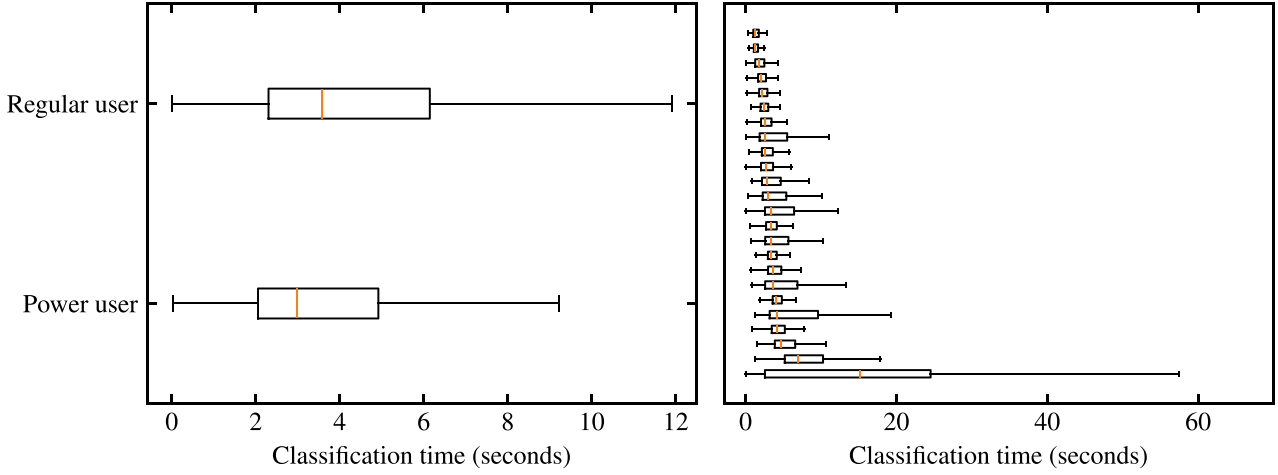 Regular user
Power user
0 2 4 6 8 10 12
Classification time (seconds)
0 20 40 60
Classification time (seconds)